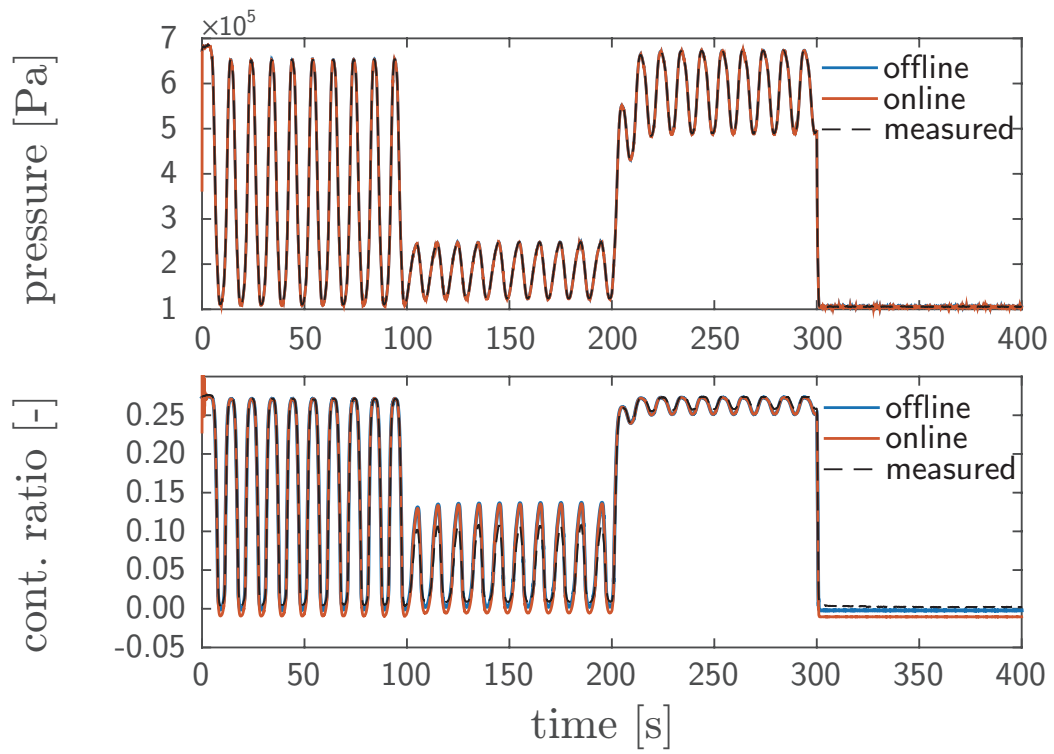 ×10⁵
7
6
5
4
3
2
1
pressure [Pa]
offline
online
measured
0 50 100 150 200 250 300 350 400
0.25
0.20
0.15
0.10
0.05
0.00
-0.05
cont. ratio [-]
offline
online
measured
0 50 100 150 200 250 300 350 400
time [s]